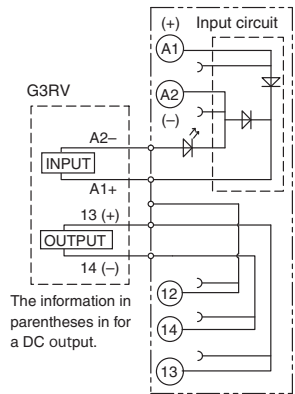 (+)
Input circuit
A1
G3RV
A2
(–)
A2–
INPUT
A1+
13 (+)
OUTPUT
14 (–)
12
14
13
The information in
parentheses in for
a DC output.